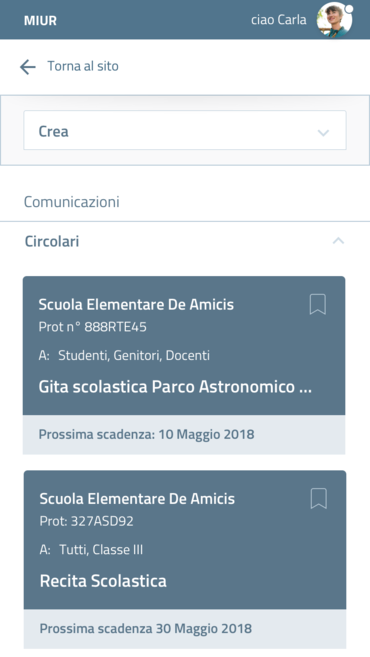 MIUR
ciao Carla
Torna al sito
Crea
Comunicazioni
Circolari
Scuola Elementare De Amicis
Prot n° 888RTE45
A: Studenti, Genitori, Docenti
Gita scolastica Parco Astronomico ...
Prossima scadenza: 10 Maggio 2018
Scuola Elementare De Amicis
Prot: 327ASD92
A: Tutti, Classe III
Recita Scolastica
Prossima scadenza 30 Maggio 2018